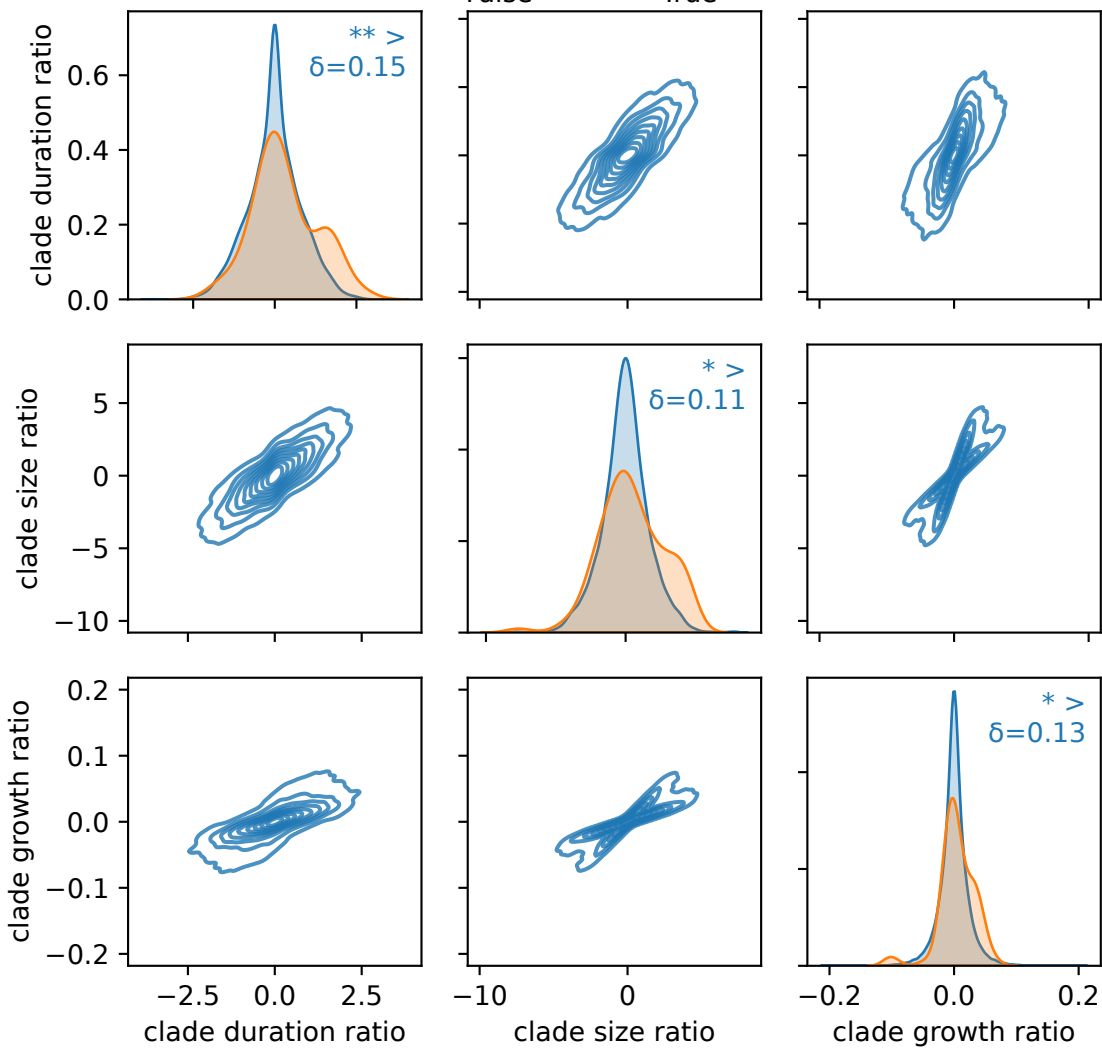 clade duration ratio
0.6
0.4
0.2
0.0
** >
δ=0.15
clade size ratio
5
0
−5
−10
* >
δ=0.11
clade growth ratio
0.2
0.1
0.0
−0.1
−0.2
* >
δ=0.13
−2.5 0.0 2.5
−10 0
−0.2 0.0 0.2
clade duration ratio
clade size ratio
clade growth ratio